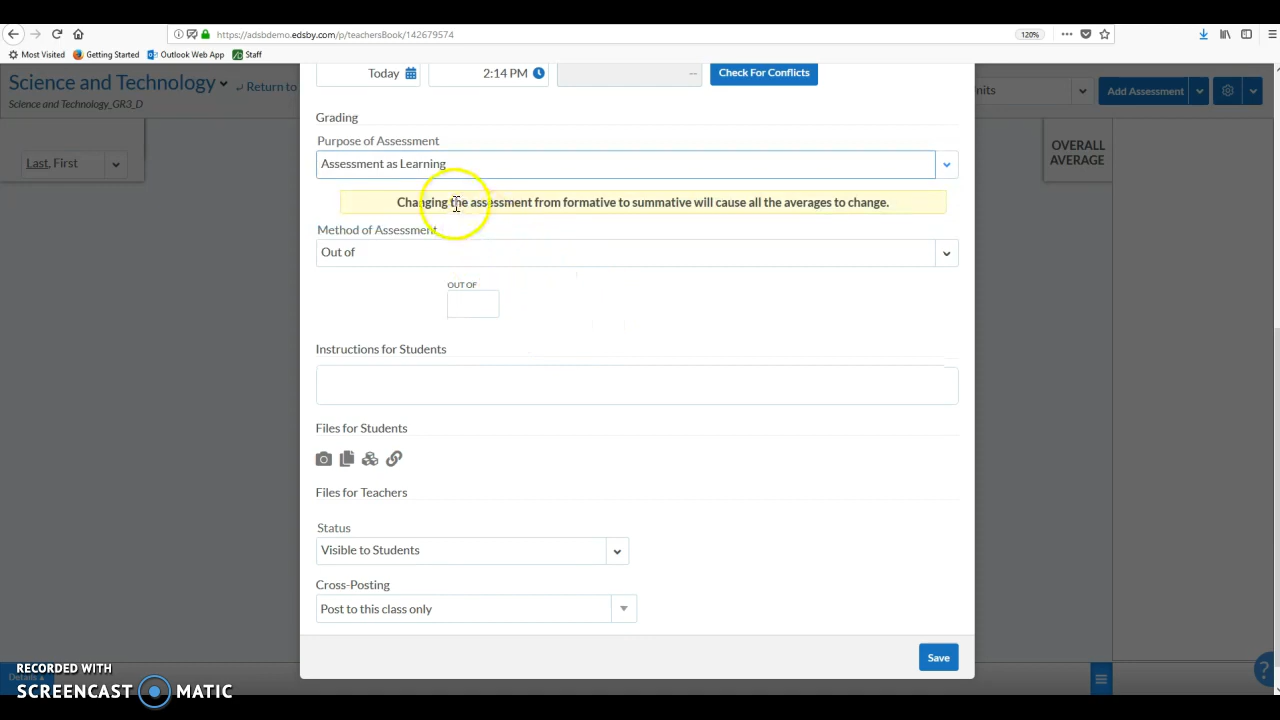 https://adsbdemo.edsby.com/p/teachersBook/142679574
120%
Most Visited
Getting Started
Outlook Web App
Staff
Science and Technology
Return to
Science and Technology_GR3_D
Today
2:14 PM
--
Check For Conflicts
nits
Add Assessment
Last, First
OVERALL
AVERAGE
Grading
Purpose of Assessment
Assessment as Learning
Changing the assessment from formative to summative will cause all the averages to change.
Method of Assessment
Out of
OUT OF
Instructions for Students
Files for Students
Files for Teachers
Status
Visible to Students
Cross-Posting
Post to this class only
Save
Details
RECORDED WITH
SCREENCAST MATIC